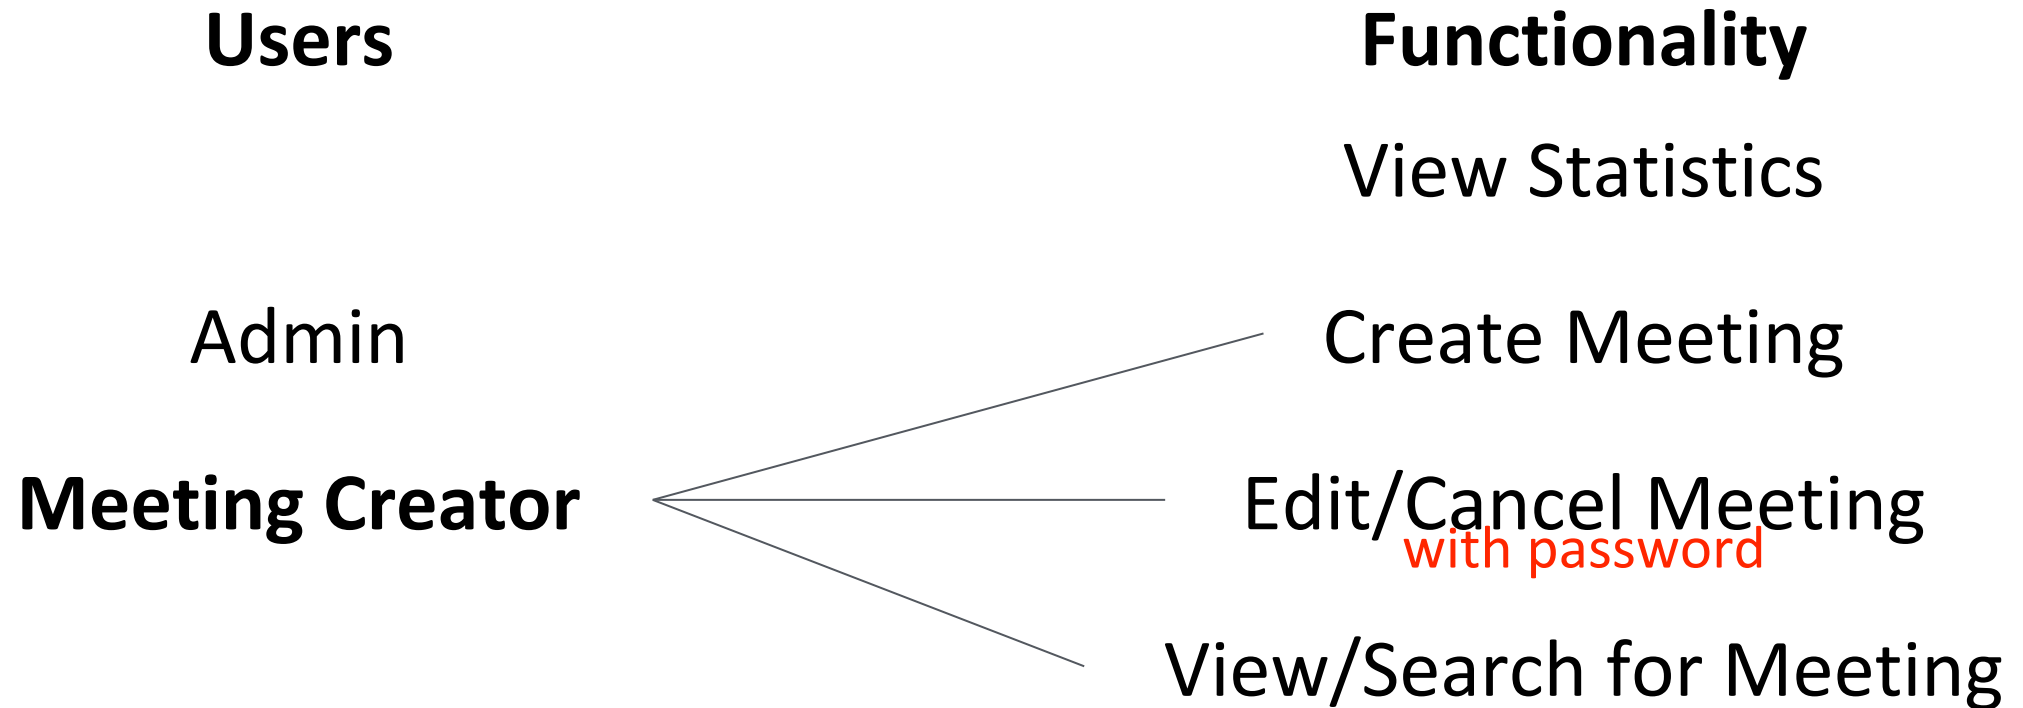 Users
Functionality
View Statistics
Admin
Create Meeting
Meeting Creator
Edit/Cancel Meeting
with password
View/Search for Meeting